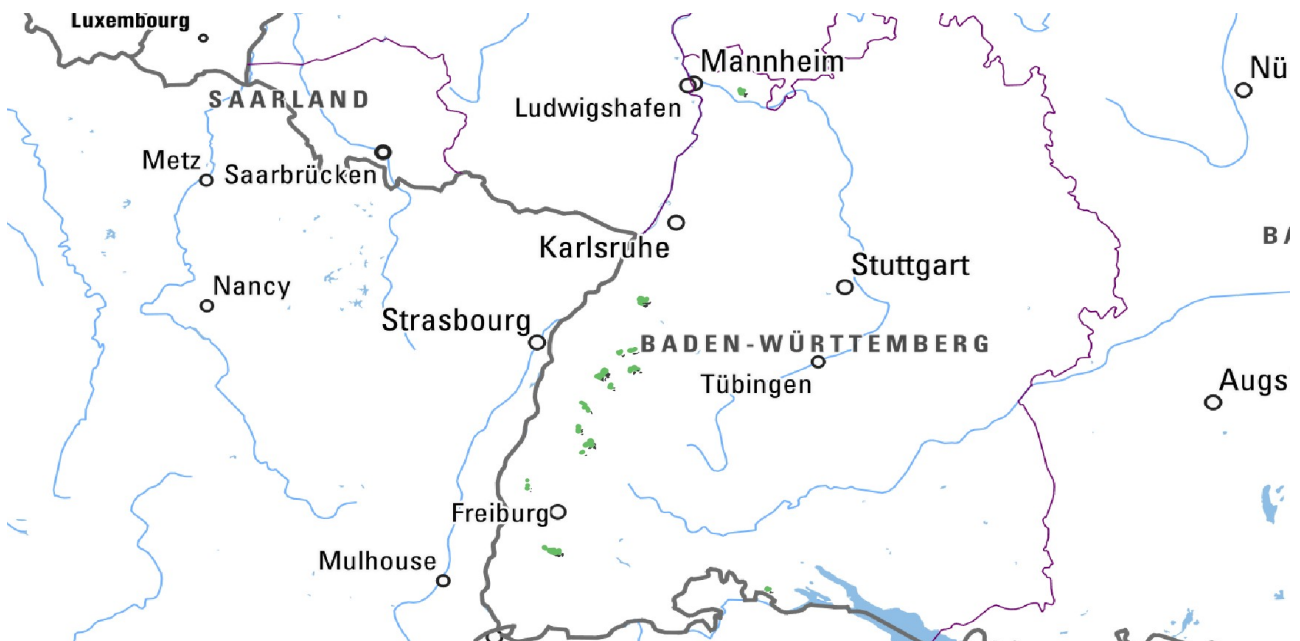 Luxembourg
Mannheim
Nü
SAARLAND
Ludwigshafen
Metz
Saarbrücken
BA
Karlsruhe
Stuttgart
Nancy
Strasbourg
BADEN-WÜRTTEMBERG
Tübingen
Augs
Freiburg
Mulhouse